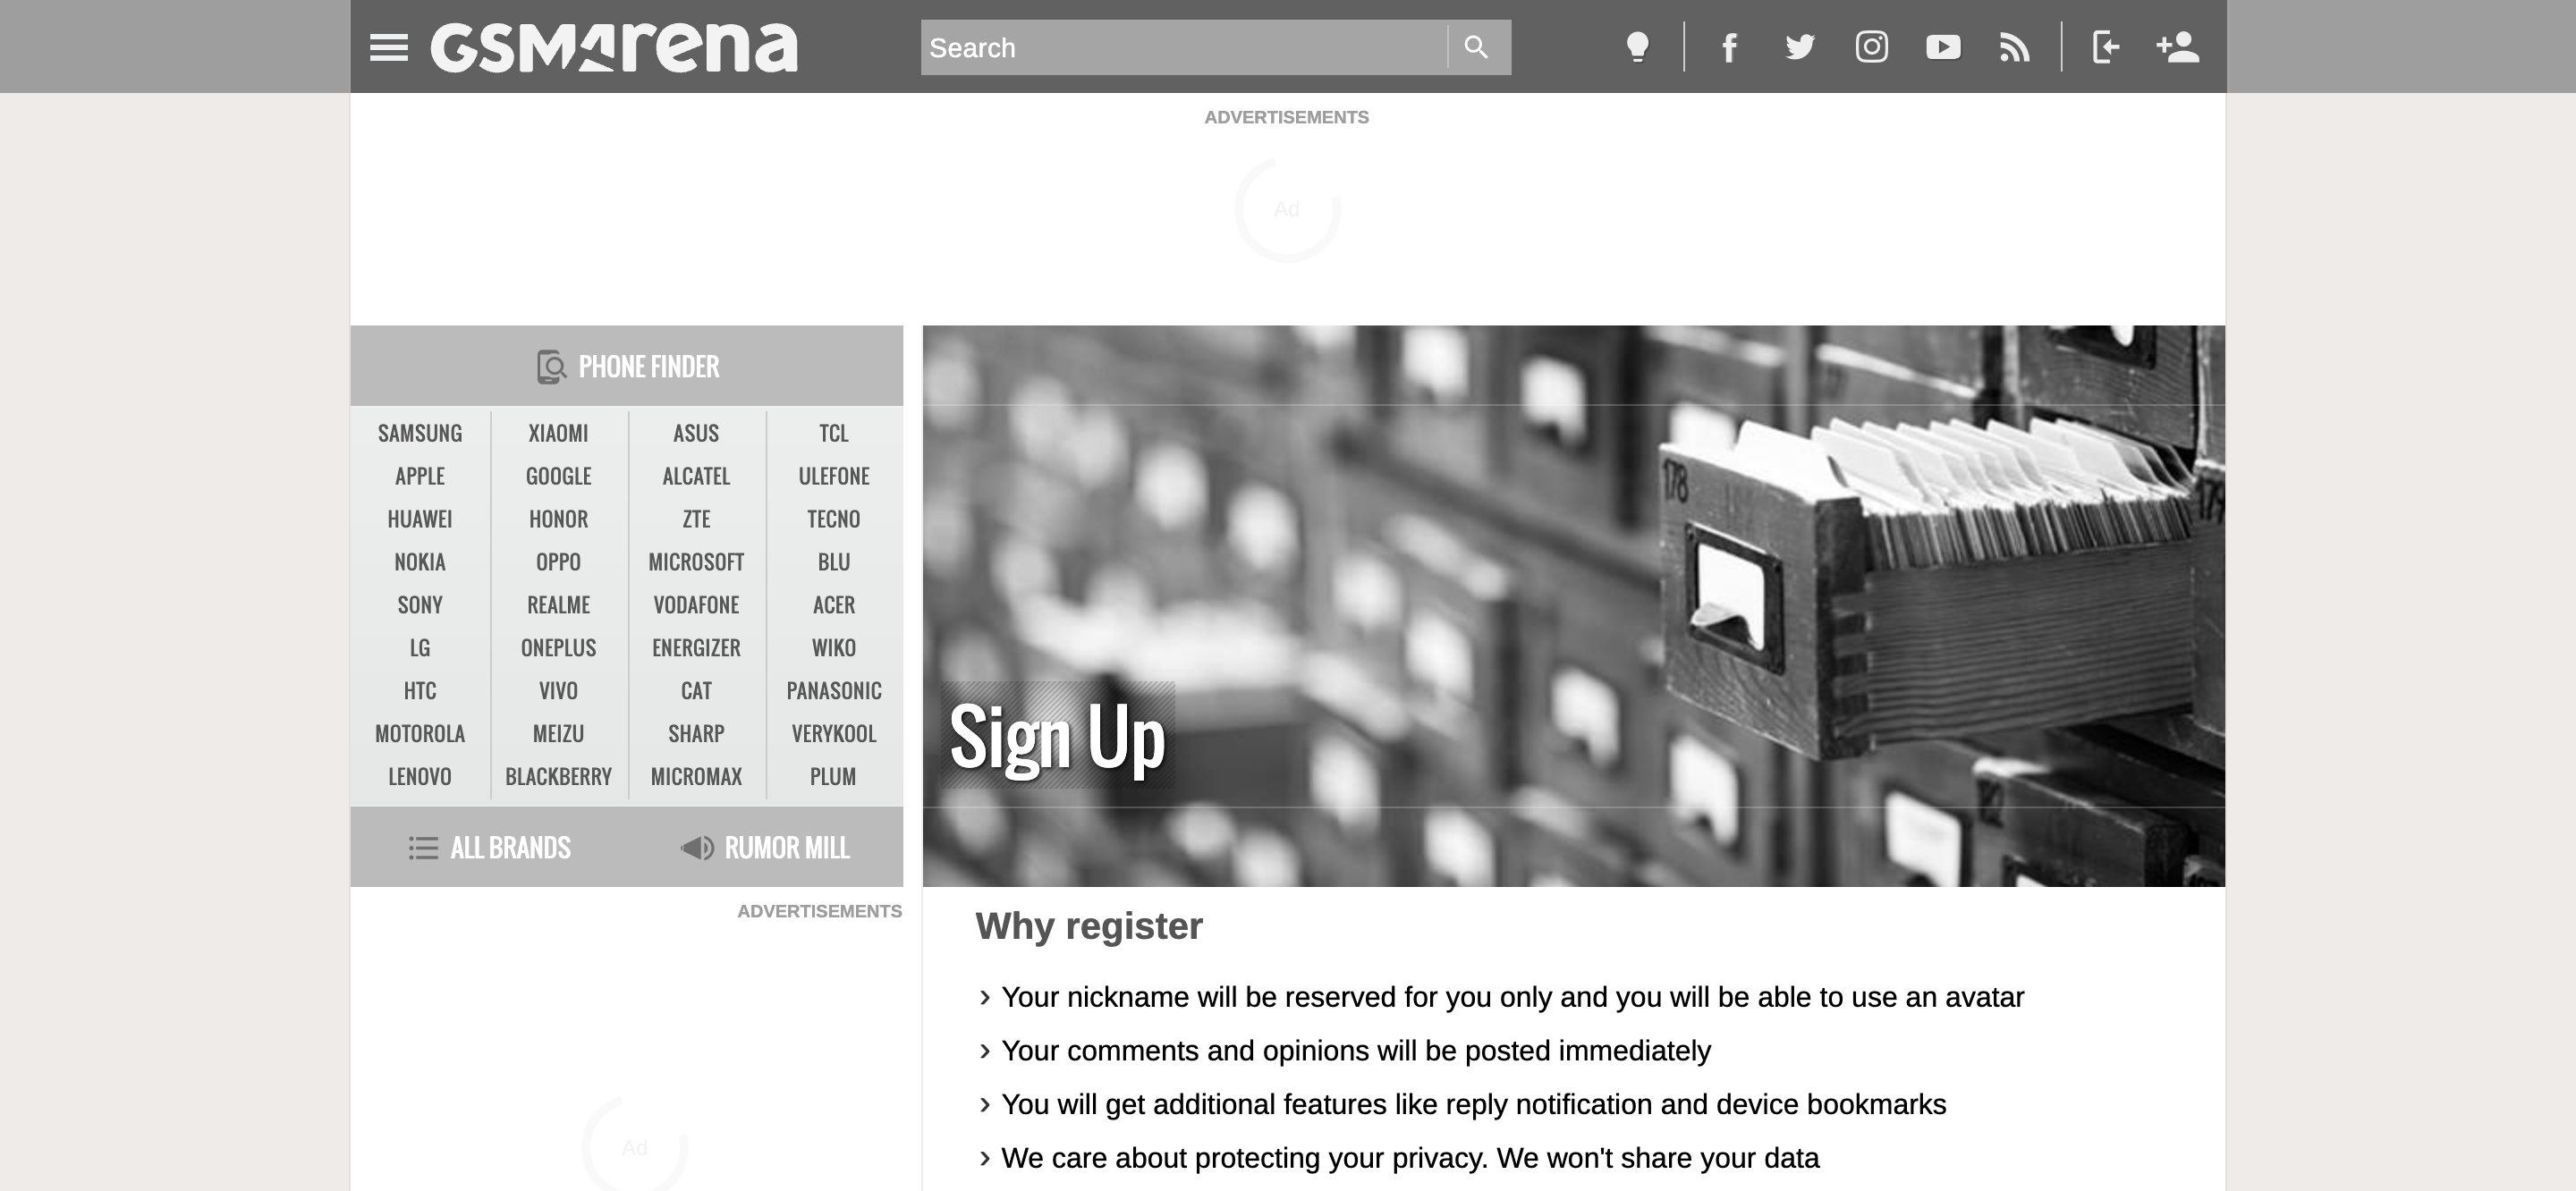 GSMArena
Search
ADVERTISEMENTS
Ad
PHONE FINDER
SAMSUNG XIAOMI ASUS TCL
APPLE GOOGLE ALCATEL ULEFONE
HUAWEI HONOR ZTE TECNO
NOKIA OPPO MICROSOFT BLU
SONY REALME VODAFONE ACER
LG ONEPLUS ENERGIZER WIKO
HTC VIVO CAT PANASONIC
MOTOROLA MEIZU SHARP VERYKOOL
LENOVO BLACKBERRY MICROMAX PLUM
ALL BRANDS RUMOR MILL
ADVERTISEMENTS
Ad
178
Sign Up
Why register
Your nickname will be reserved for you only and you will be able to use an avatar
Your comments and opinions will be posted immediately
You will get additional features like reply notification and device bookmarks
We care about protecting your privacy. We won't share your data